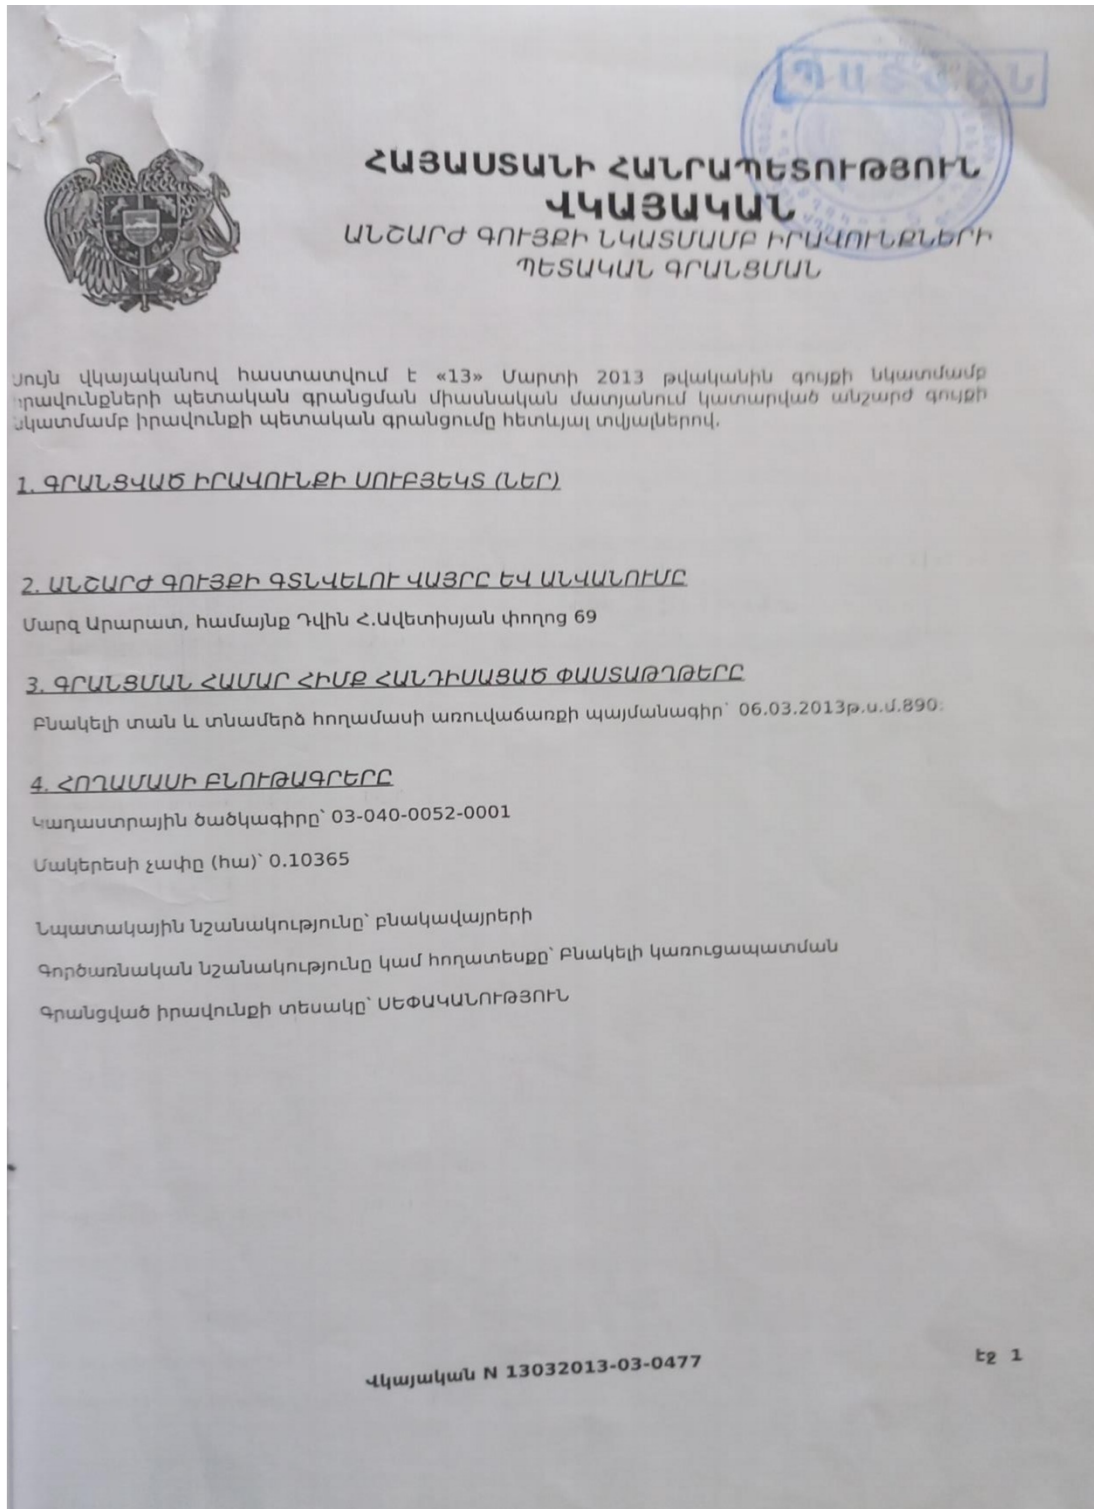 ՊԱՏՃԵՆ
ՀԱՅԱՍՏԱՆԻ ՀԱՆՐԱՊԵՏՈՒԹՅՈՒՆ
ՎԿԱՅԱԿԱՆ
ԱՆՇԱՐԺ ԳՈՒՅՔԻ ՆԿԱՏՄԱՄԲ ԻՐԱՎՈՒՆՔՆԵՐԻ
ՊԵՏԱԿԱՆ ԳՐԱՆՑՄԱՆ
Սույն վկայականով հաստատվում է «13» Մարտի 2013 թվականին գույքի նկատմամբ
իրավունքների պետական գրանցման միասնական մատյանում կատարված անշարժ գույքի
նկատմամբ իրավունքի պետական գրանցումը հետևյալ տվյալներով.
1. ԳՐԱՆՑՎԱԾ ԻՐԱՎՈՒՆՔԻ ՍՈՒԲՅԵԿՏ (ՆԵՐ)
2. ԱՆՇԱՐԺ ԳՈՒՅՔԻ ԳՏՆՎԵԼՈՒ ՎԱՅՐԸ ԵՎ ԱՆՎԱՆՈՒՄԸ
Մարզ Արարատ, համայնք Դվին Հ.Ավետիսյան փողոց 69
3. ԳՐԱՆՑՄԱՆ ՀԱՄԱՐ ՀԻՄՔ ՀԱՆԴԻՍԱՑԱԾ ՓԱՍՏԱԹՂԹԵՐԸ
Բնակելի տան և տնամերձ հողամասի առուվաճառքի պայմանագիր՝ 06.03.2013թ.ս.մ.890:
4. ՀՈՂԱՄԱՍԻ ԲՆՈՒԹԱԳՐԵՐԸ
Կադաստրային ծածկագիրը՝ 03-040-0052-0001
Մակերեսի չափը (հա)՝ 0.10365
Նպատակային նշանակությունը՝ բնակավայրերի
Գործառնական նշանակությունը կամ հողատեսքը՝ Բնակելի կառուցապատման
Գրանցված իրավունքի տեսակը՝ ՍԵՓԱԿԱՆՈՒԹՅՈՒՆ
Վկայական N 13032013-03-0477
Էջ 1